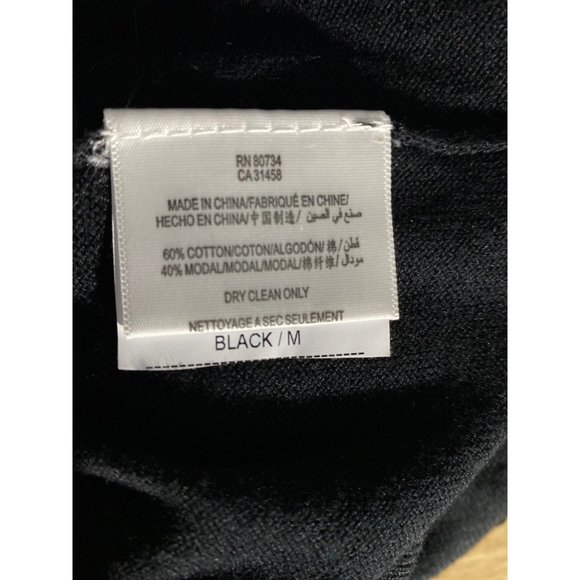 RN 80734
CA 31458
MADE IN CHINA/FABRIQUÉ EN CHINE/
HECHO EN CHINA/中国制造/ صنع في الصين
60% COTTON/COTON/ALGODÓN/棉/قطن
40% MODAL/MODAL/MODAL/棉纤维/مودال
DRY CLEAN ONLY
NETTOYAGE A SEC SEULEMENT
BLACK / M